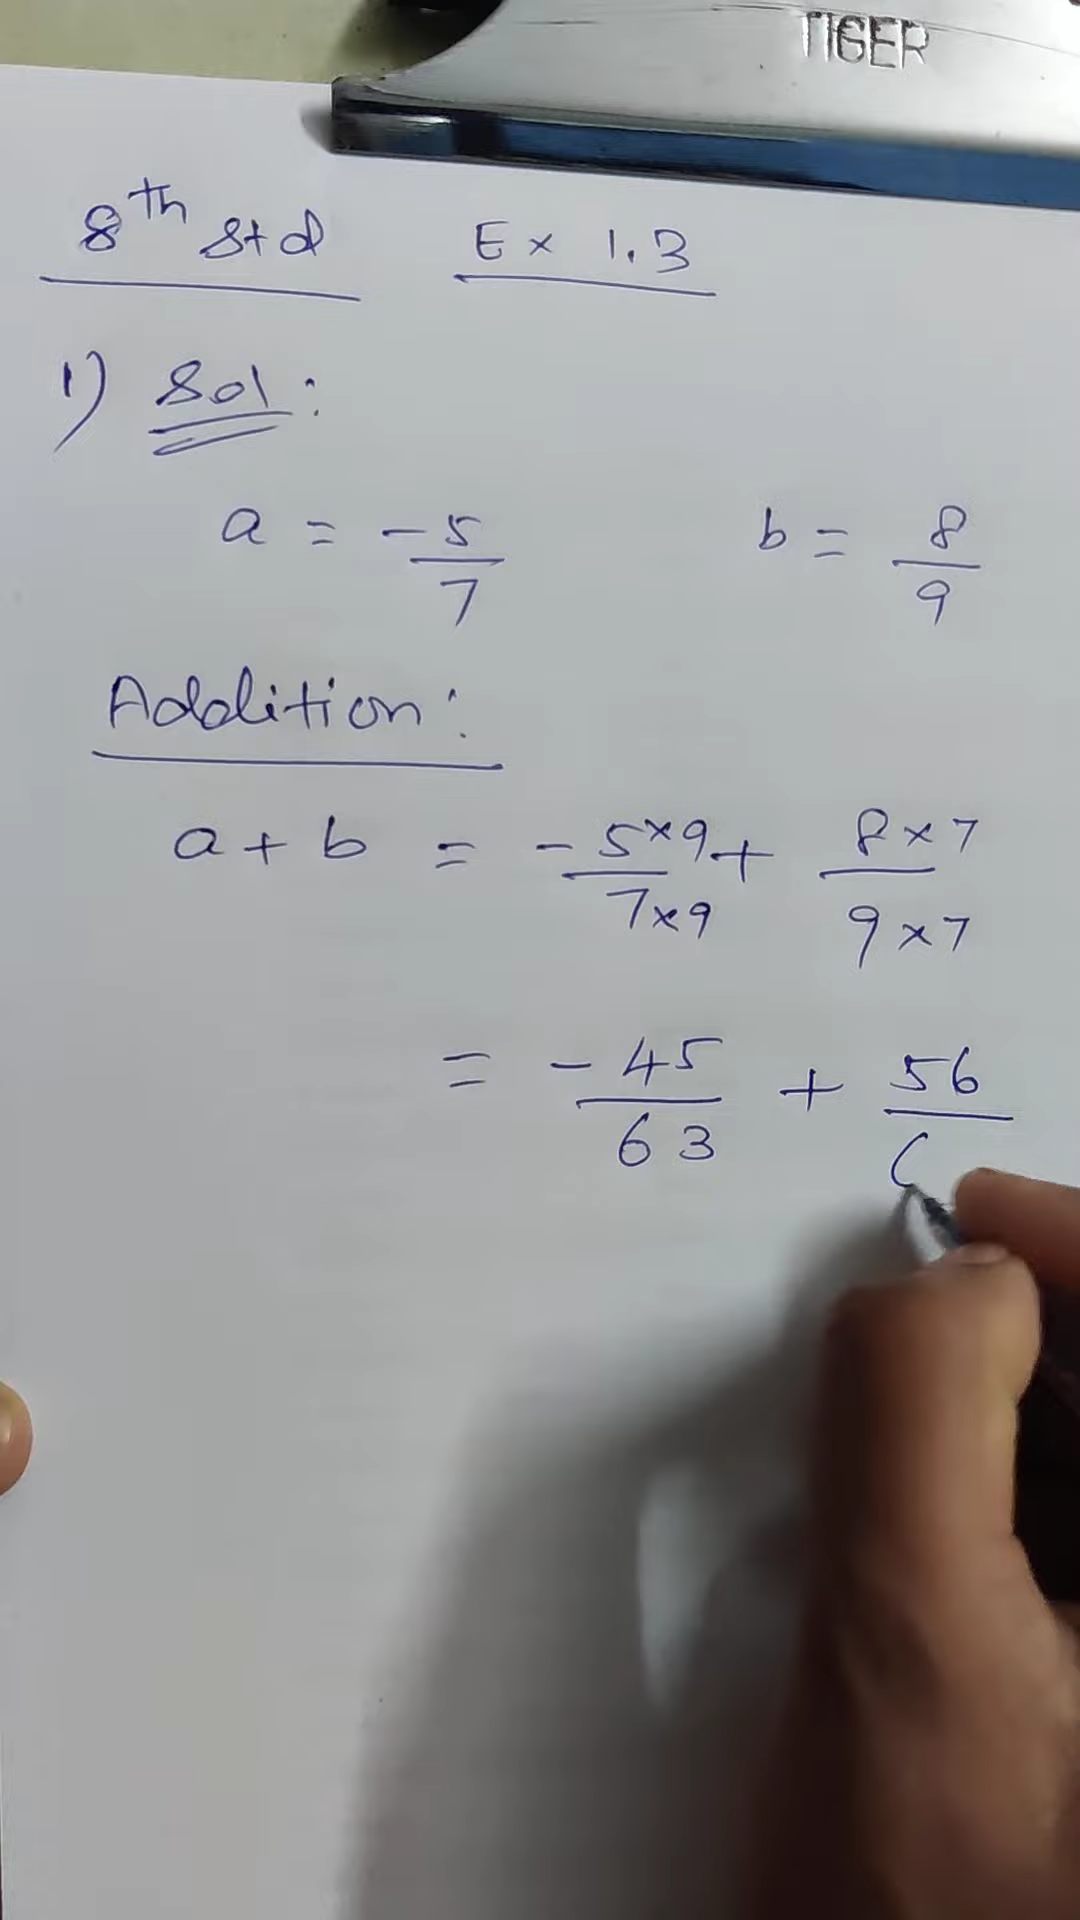 TIGER
8th std Ex 1.3
1) Sol:
a = -5/7 b = 8/9
Addition:
a + b = -5×9/7×9 + 8×7/9×7
= -45/63 + 56/